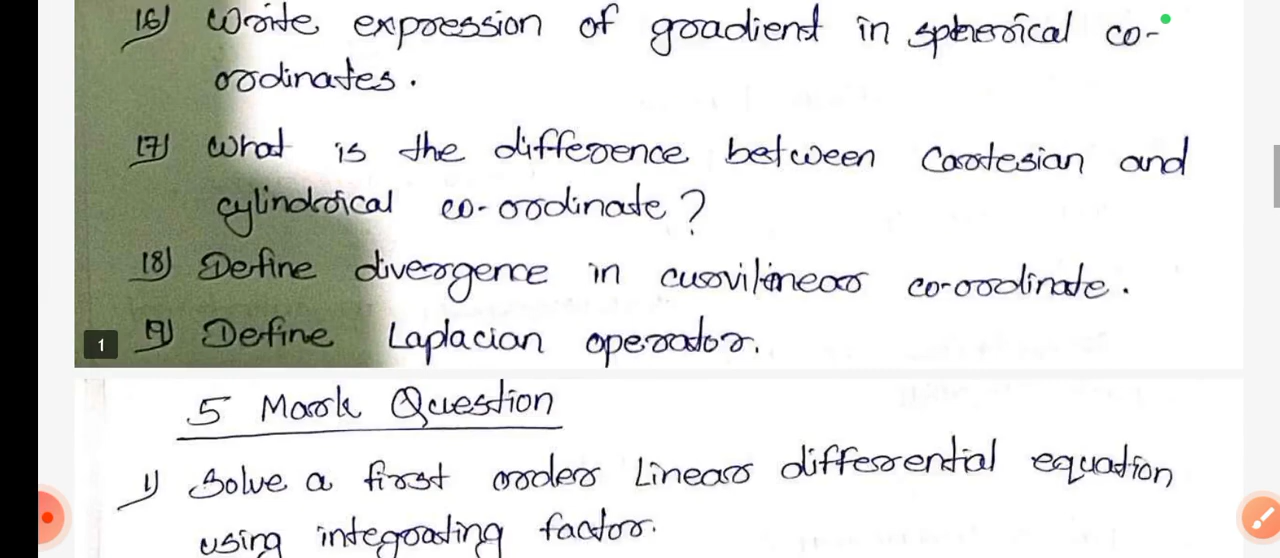 16) Write expression of gradient in spherical co-
ordinates.
17) What is the difference between Cartesian and
cylindrical co-ordinate?
18) Define divergence in curvilinear co-ordinate.
19) Define Laplacian operator.
1
5 Mark Question
1) Solve a first order Linear differential equation
using integrating factor.